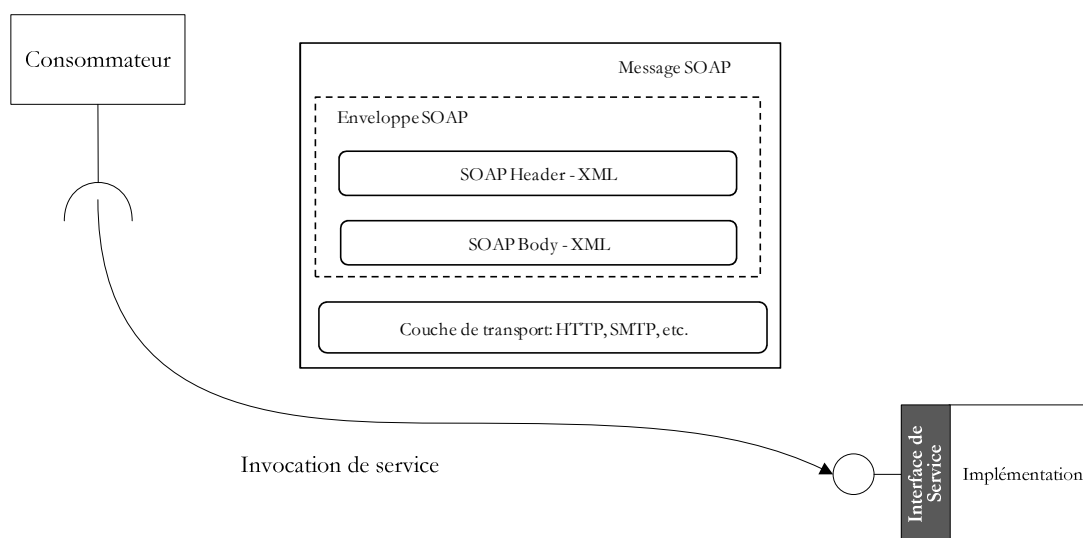 Consommateur
Message SOAP
Enveloppe SOAP
SOAP Header - XML
SOAP Body - XML
Couche de transport: HTTP, SMTP, etc.
Invocation de service
Interface de
Service
Implémentation